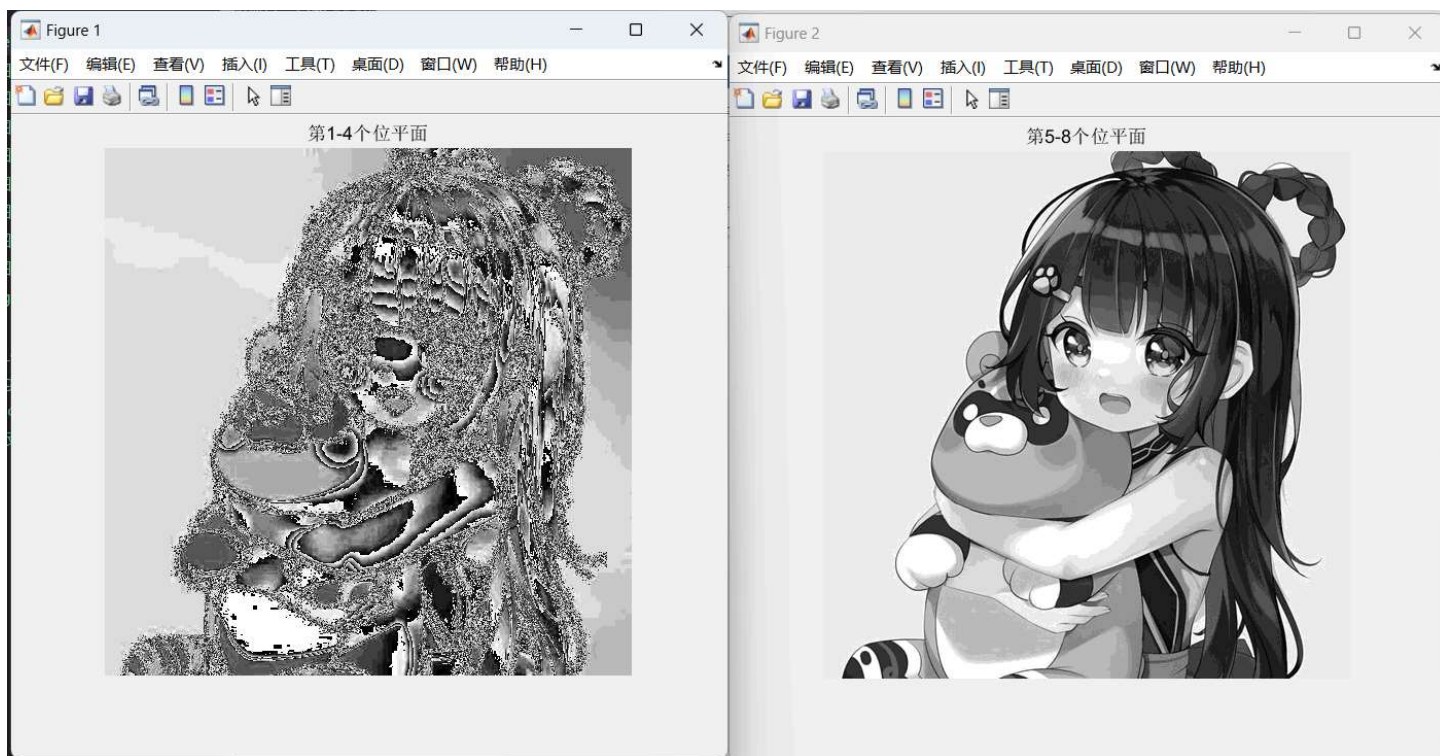 Figure 1
文件(F) 编辑(E) 查看(V) 插入(I) 工具(T) 桌面(D) 窗口(W) 帮助(H)
第1-4个位平面
Figure 2
文件(F) 编辑(E) 查看(V) 插入(I) 工具(T) 桌面(D) 窗口(W) 帮助(H)
第5-8个位平面